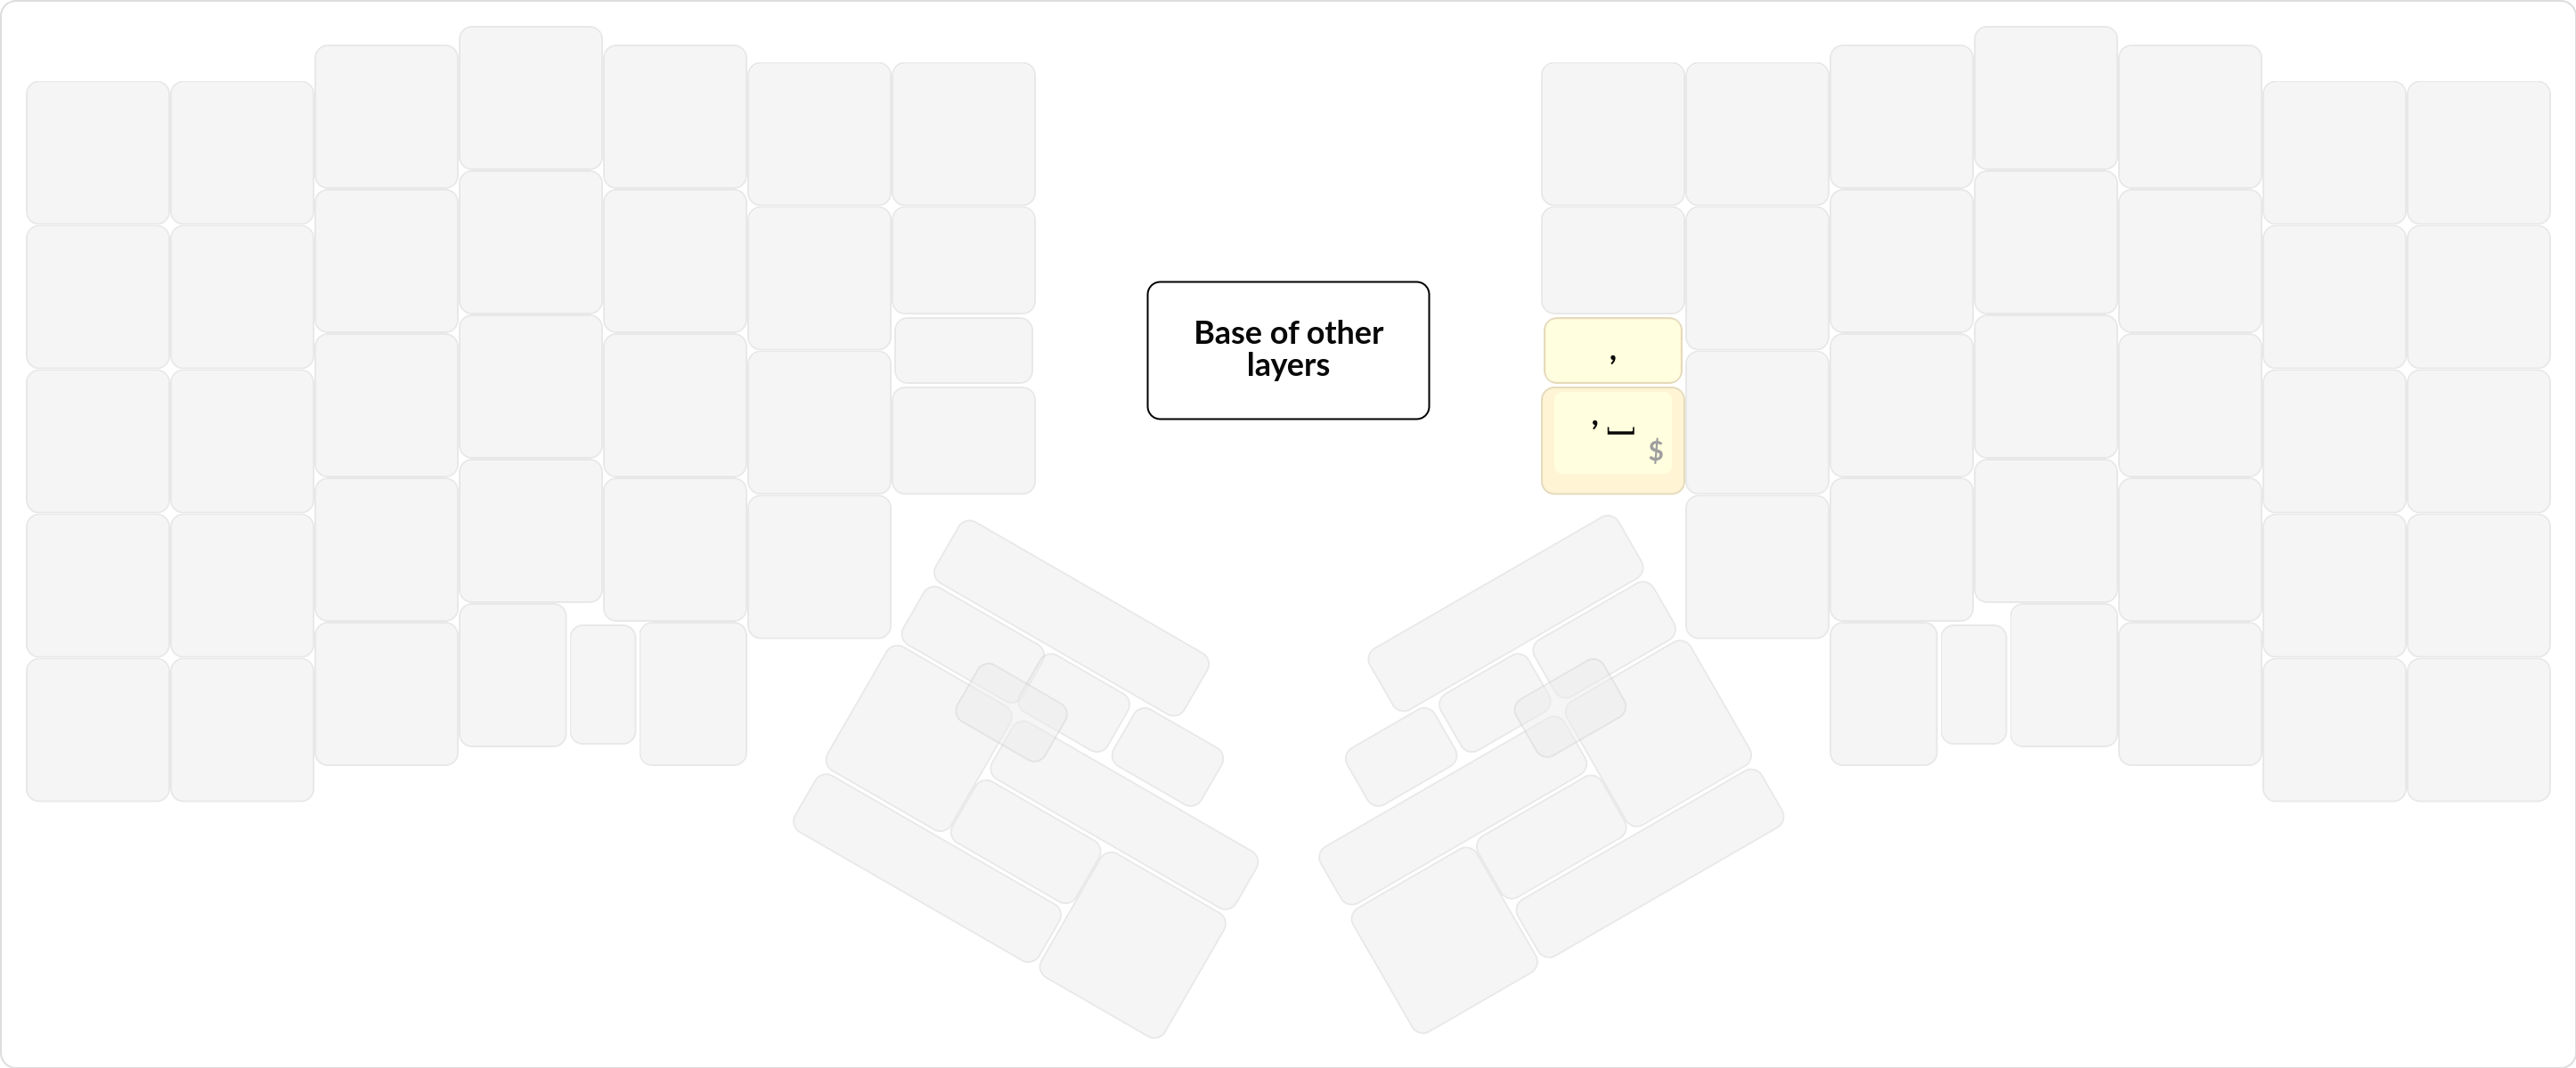 Base of other
layers
,
, ⎵
$